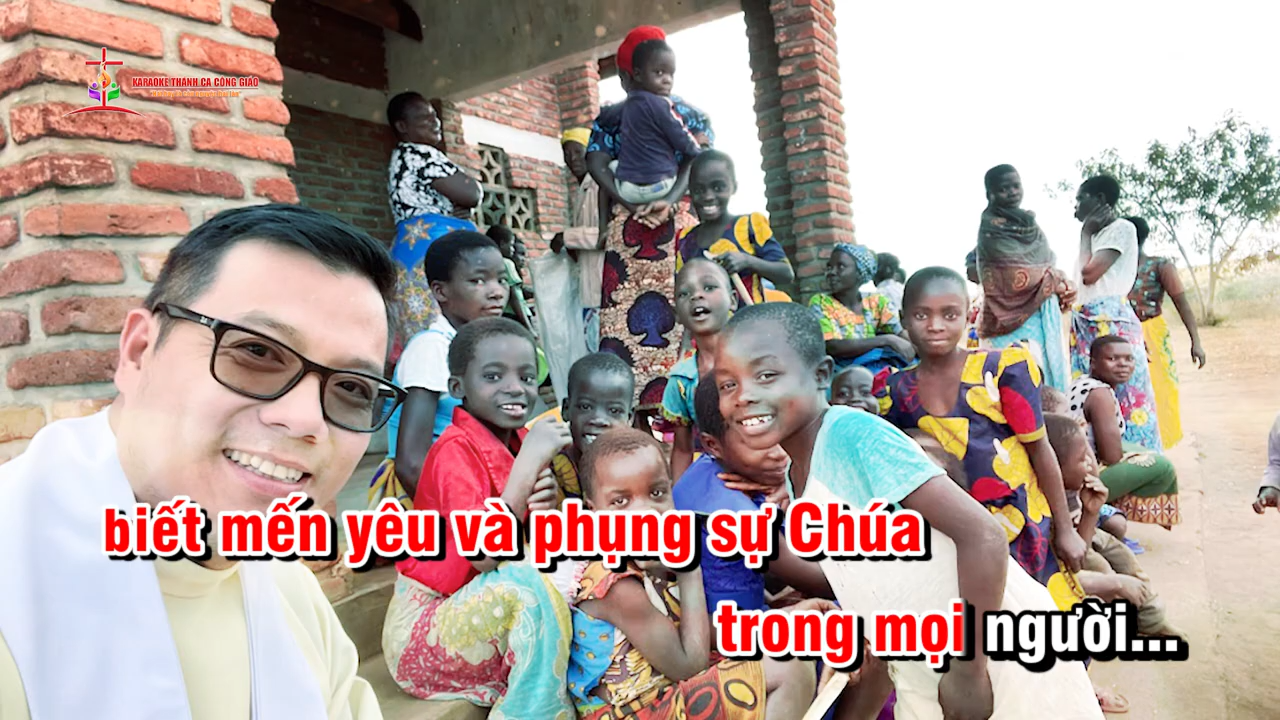 KARAOKE THÁNH CA CÔNG GIÁO
biết mến yêu và phụng sự Chúa
trong mọi người...